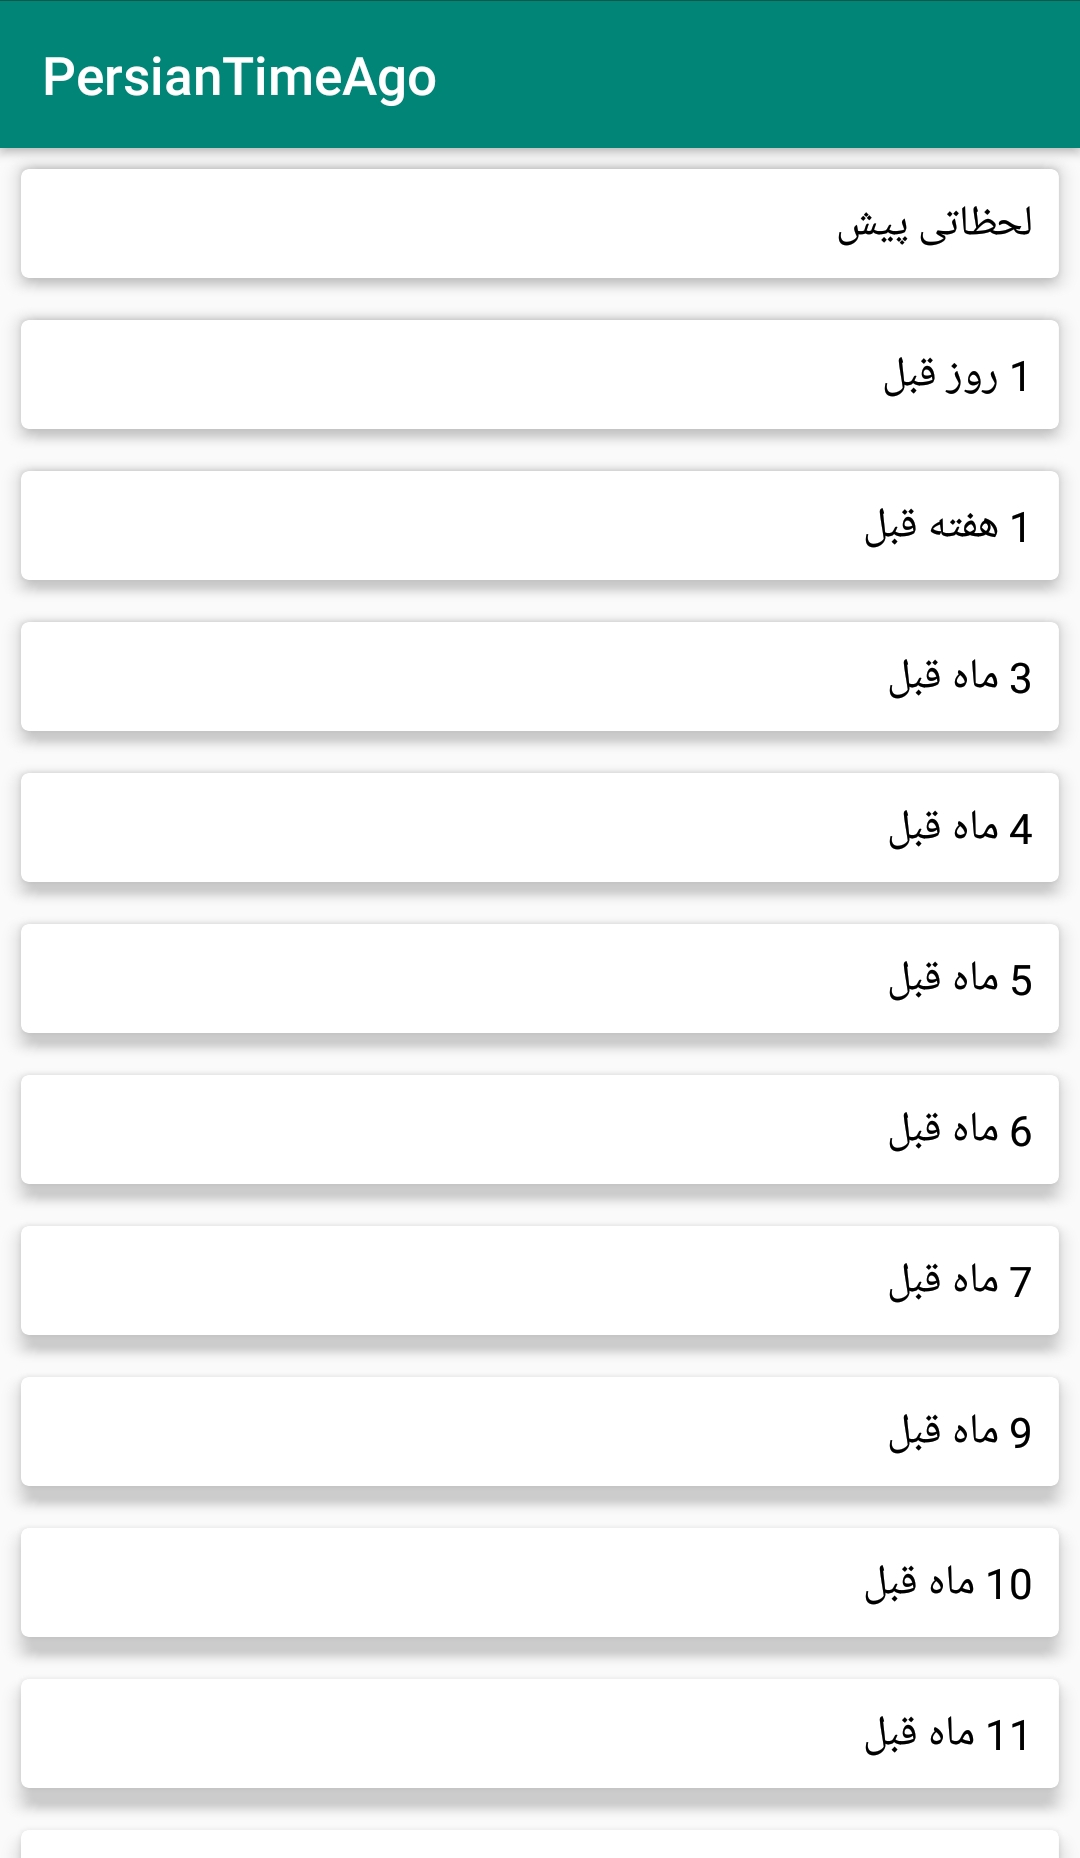 PersianTimeAgo
لحظاتی پیش
1 روز قبل
1 هفته قبل
3 ماه قبل
4 ماه قبل
5 ماه قبل
6 ماه قبل
7 ماه قبل
9 ماه قبل
10 ماه قبل
11 ماه قبل